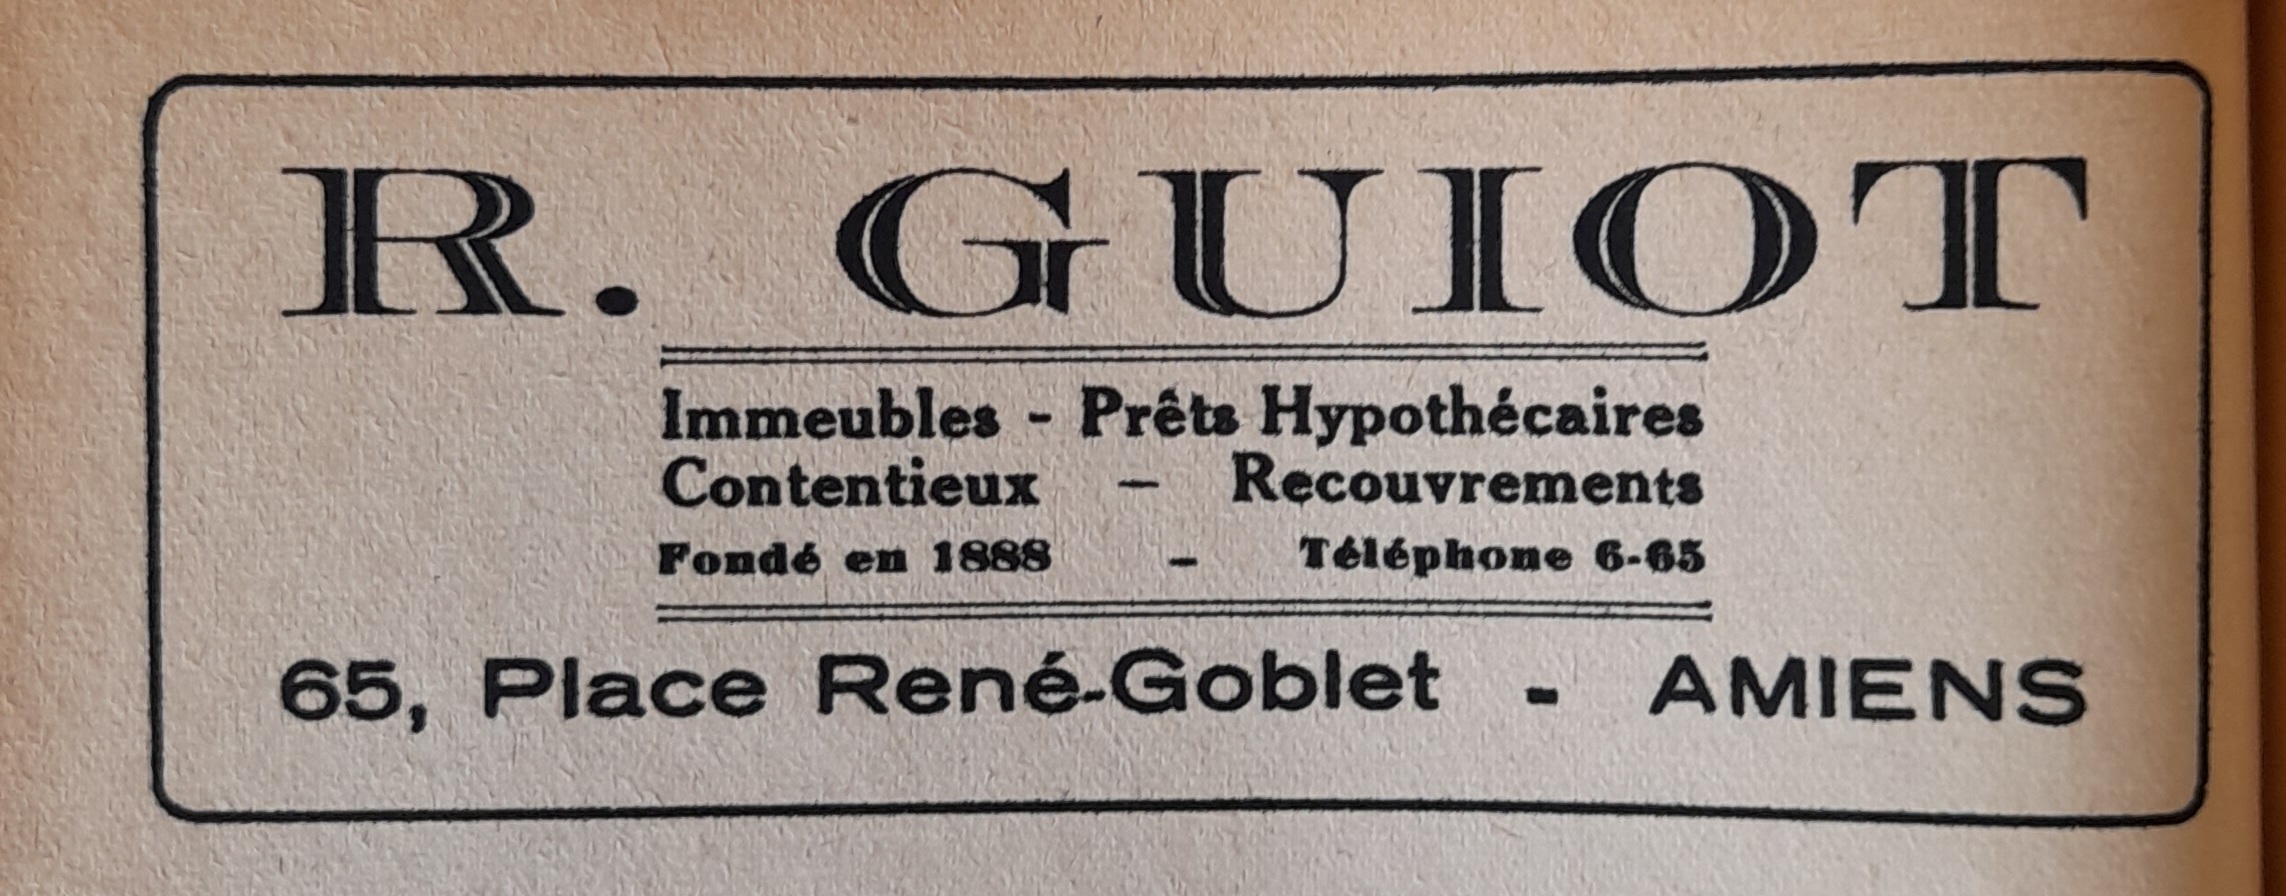 R. GUIOT
Immeubles - Prêts Hypothécaires
Contentieux – Recouvrements
Fondé en 1888 - Téléphone 6-65
65, Place René-Goblet - AMIENS